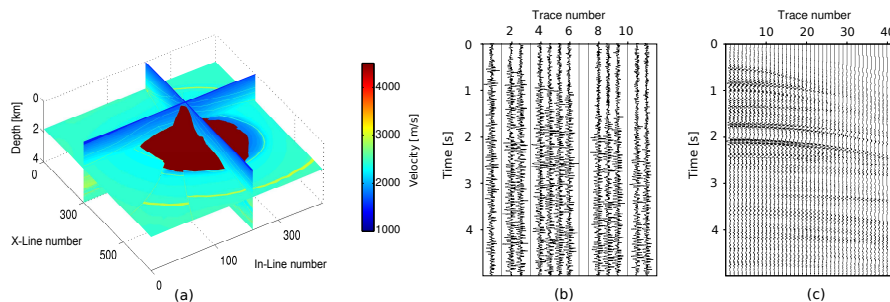 0
2
4
Depth [km]
0
300
500
X-Line number
0
100
300
In-Line number
4000
3000
2000
1000
Velocity [m/s]
(a)
Trace number
2 4 6 8 10
0
1
2
3
4
Time [s]
(b)
Trace number
10 20 30 40
0
1
2
3
4
Time [s]
(c)